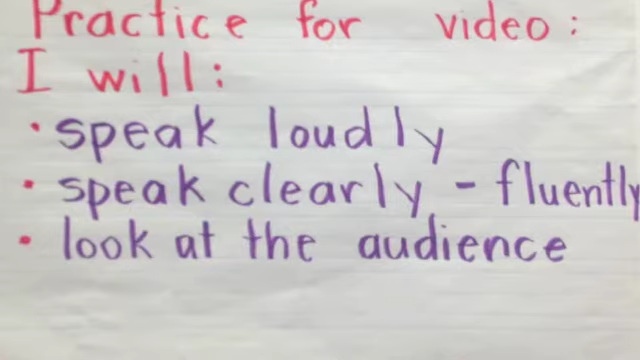 Practice for video:
I will:
• speak loudly
• speak clearly - fluently
• look at the audience